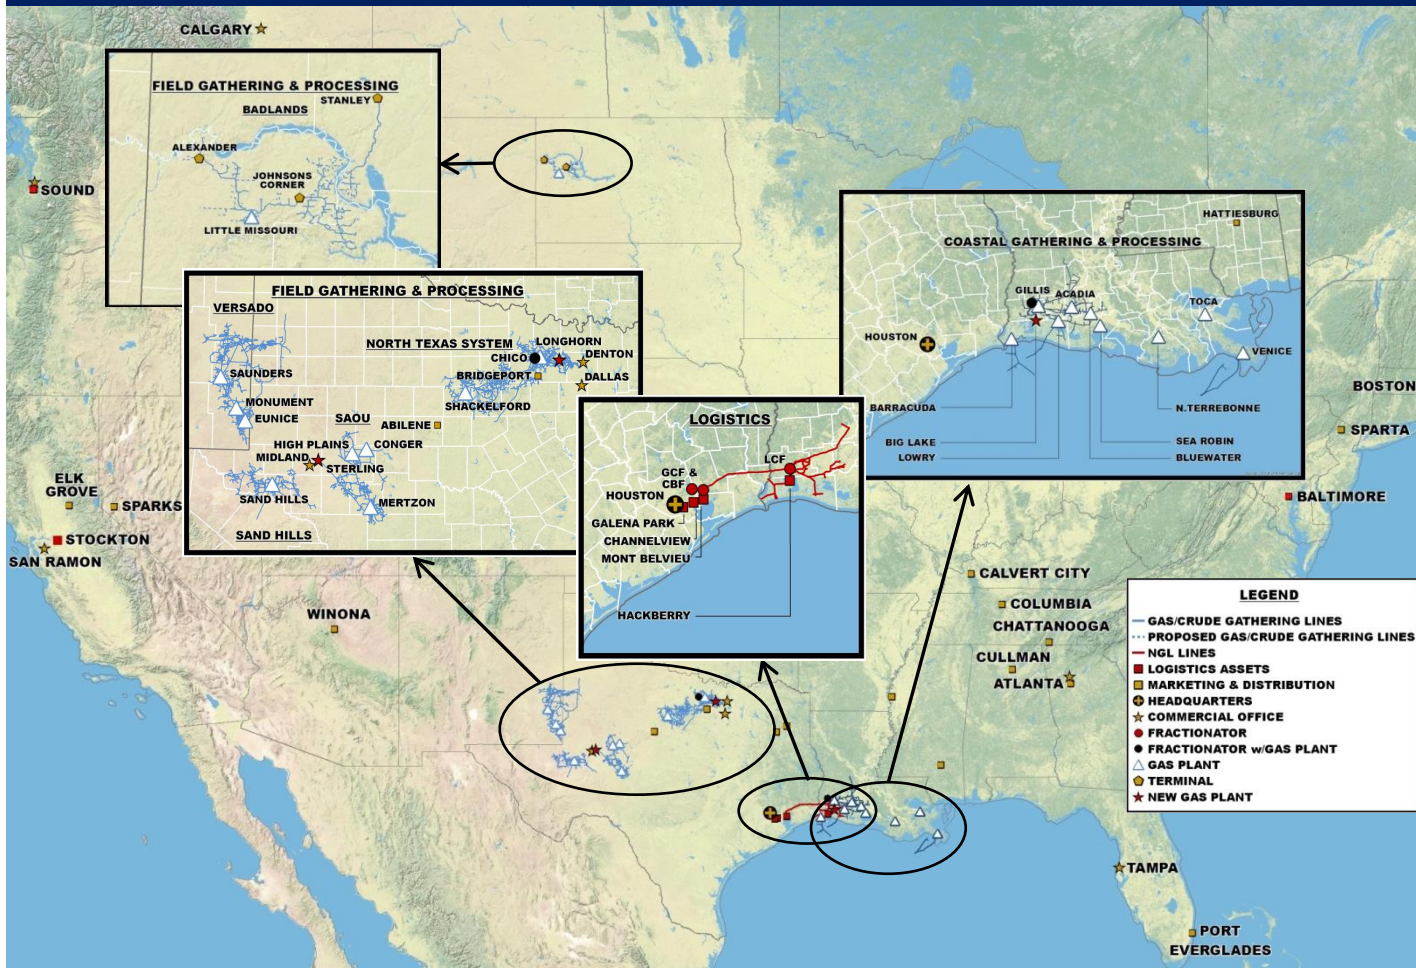 CALGARY
FIELD GATHERING & PROCESSING
BADLANDS
STANLEY
ALEXANDER
JOHNSONS
CORNER
LITTLE MISSOURI
SOUND
FIELD GATHERING & PROCESSING
VERSADO
NORTH TEXAS SYSTEM
LONGHORN
CHICO
DENTON
BRIDGEPORT
DALLAS
SAUNDERS
SHACKELFORD
MONUMENT
EUNICE
SAOU
ABILENE
HIGH PLAINS
CONGER
MIDLAND
STERLING
SAND HILLS
MERTZON
SAND HILLS
COASTAL GATHERING & PROCESSING
HATTIESBURG
GILLIS
ACADIA
TOCA
HOUSTON
VENICE
BARRACUDA
N.TERREBONNE
BIG LAKE
SEA ROBIN
LOWRY
BLUEWATER
LOGISTICS
LCF
GCF &
CBF
HOUSTON
GALENA PARK
CHANNELVIEW
MONT BELVIEU
HACKBERRY
BOSTON
SPARTA
BALTIMORE
ELK
GROVE
SPARKS
STOCKTON
SAN RAMON
WINONA
CALVERT CITY
COLUMBIA
CHATTANOOGA
CULLMAN
ATLANTA
TAMPA
PORT
EVERGLADES
LEGEND
GAS/CRUDE GATHERING LINES
PROPOSED GAS/CRUDE GATHERING LINES
NGL LINES
LOGISTICS ASSETS
MARKETING & DISTRIBUTION
HEADQUARTERS
COMMERCIAL OFFICE
FRACTIONATOR
FRACTIONATOR w/GAS PLANT
GAS PLANT
TERMINAL
NEW GAS PLANT